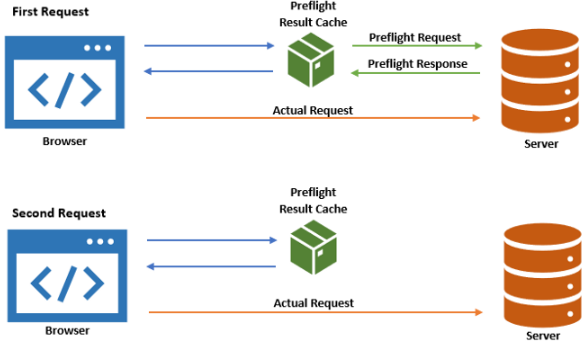 First Request
Preflight
Result Cache
Preflight Request
Preflight Response
Actual Request
Browser
Server
Second Request
Preflight
Result Cache
Actual Request
Browser
Server